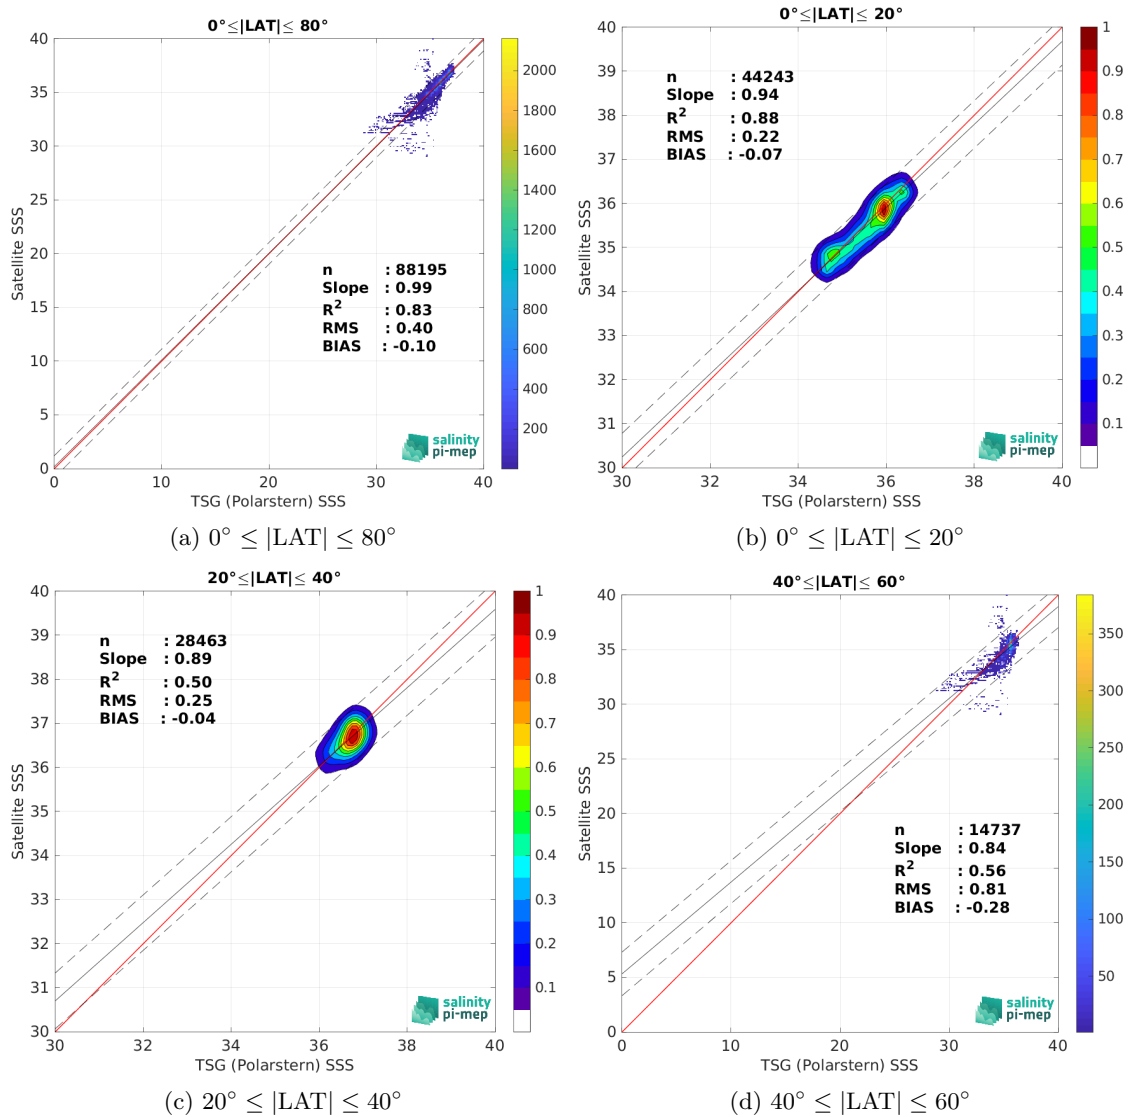 0°≤|LAT|≤ 80°
40
35
30
25
20
15
10
5
0
0
10
20
30
40
Satellite SSS
TSG (Polarstern) SSS
n : 88195
Slope : 0.99
R2 : 0.83
RMS : 0.40
BIAS : -0.10
salinity
pi-mep
2000
1800
1600
1400
1200
1000
800
600
400
200
(a) 0° ≤ |LAT| ≤ 80°
0°≤|LAT|≤ 20°
40
39
38
37
36
35
34
33
32
31
30
30
32
34
36
38
40
Satellite SSS
TSG (Polarstern) SSS
n : 44243
Slope : 0.94
R2 : 0.88
RMS : 0.22
BIAS : -0.07
salinity
pi-mep
1
0.9
0.8
0.7
0.6
0.5
0.4
0.3
0.2
0.1
(b) 0° ≤ |LAT| ≤ 20°
20°≤|LAT|≤ 40°
40
39
38
37
36
35
34
33
32
31
30
30
32
34
36
38
40
Satellite SSS
TSG (Polarstern) SSS
n : 28463
Slope : 0.89
R2 : 0.50
RMS : 0.25
BIAS : -0.04
salinity
pi-mep
1
0.9
0.8
0.7
0.6
0.5
0.4
0.3
0.2
0.1
(c) 20° ≤ |LAT| ≤ 40°
40°≤|LAT|≤ 60°
40
35
30
25
20
15
10
5
0
0
10
20
30
40
Satellite SSS
TSG (Polarstern) SSS
n : 14737
Slope : 0.84
R2 : 0.56
RMS : 0.81
BIAS : -0.28
salinity
pi-mep
350
300
250
200
150
100
50
(d) 40° ≤ |LAT| ≤ 60°